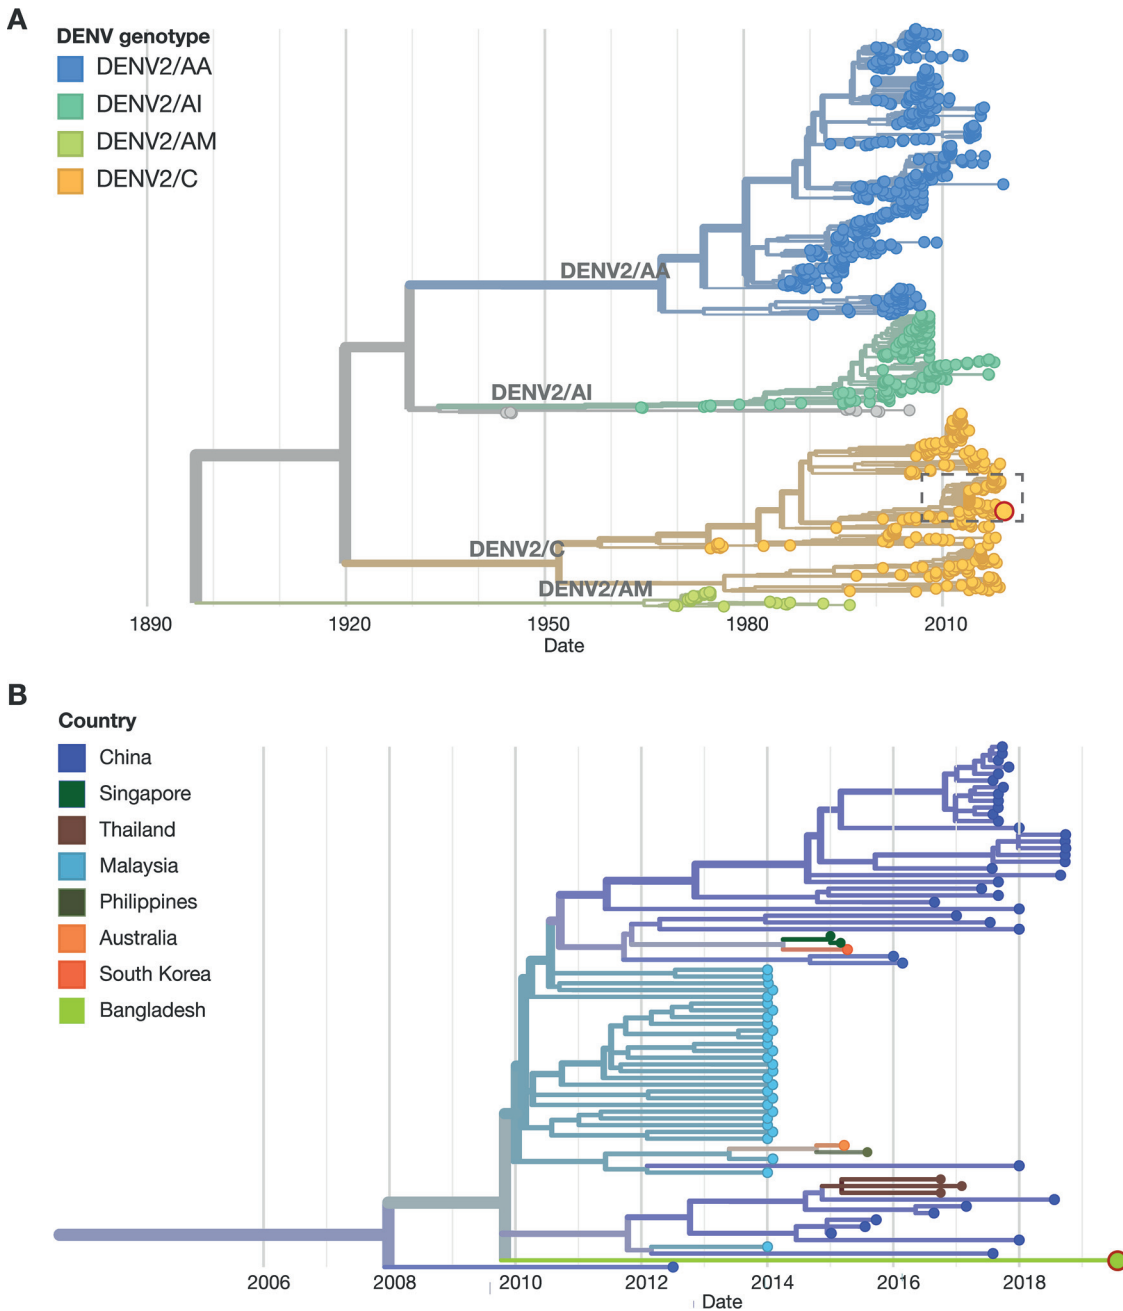 A
DENV genotype
DENV2/AA
DENV2/AI
DENV2/AM
DENV2/C
DENV2/AA
DENV2/AI
DENV2/C
DENV2/AM
1890 1920 1950 1980 2010
Date
B
Country
China
Singapore
Thailand
Malaysia
Philippines
Australia
South Korea
Bangladesh
2006 2008 2010 2012 2014 2016 2018
Date